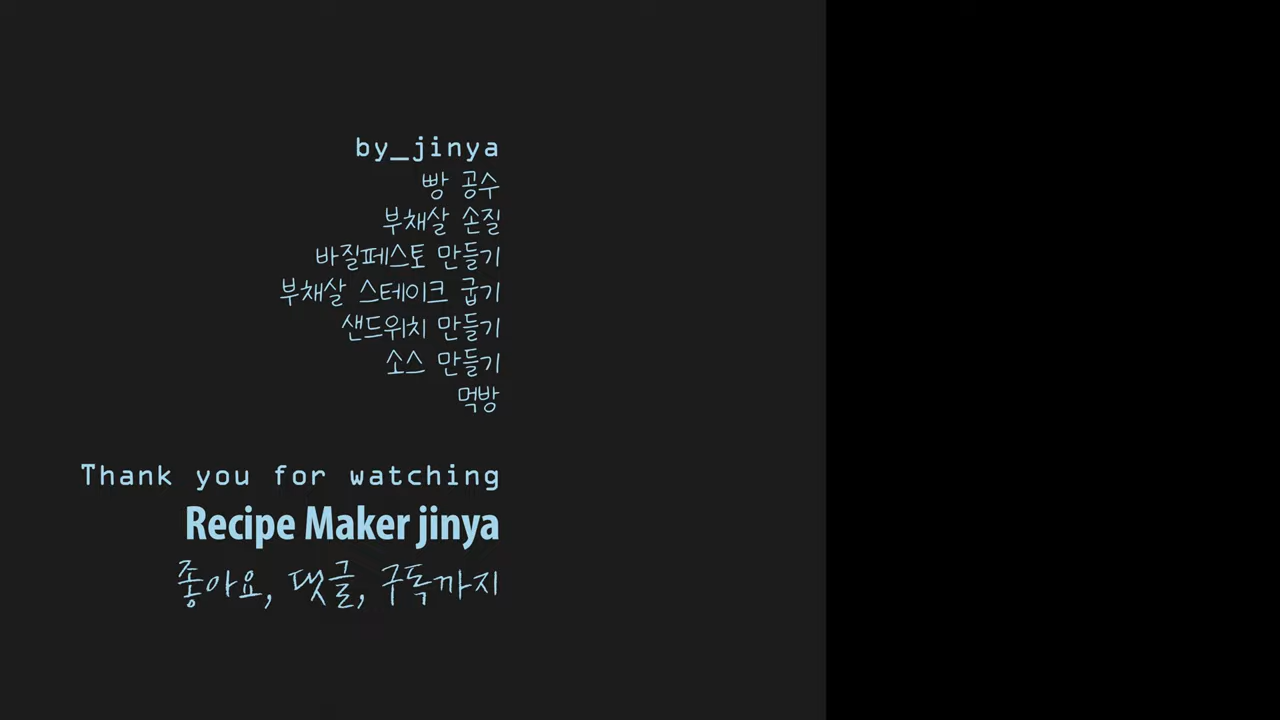 by_jinya
빵 공수
부채살 손질
바질페스토 만들기
부채살 스테이크 굽기
샌드위치 만들기
소스 만들기
먹방
Thank you for watching
Recipe Maker jinya
좋아요, 댓글, 구독까지